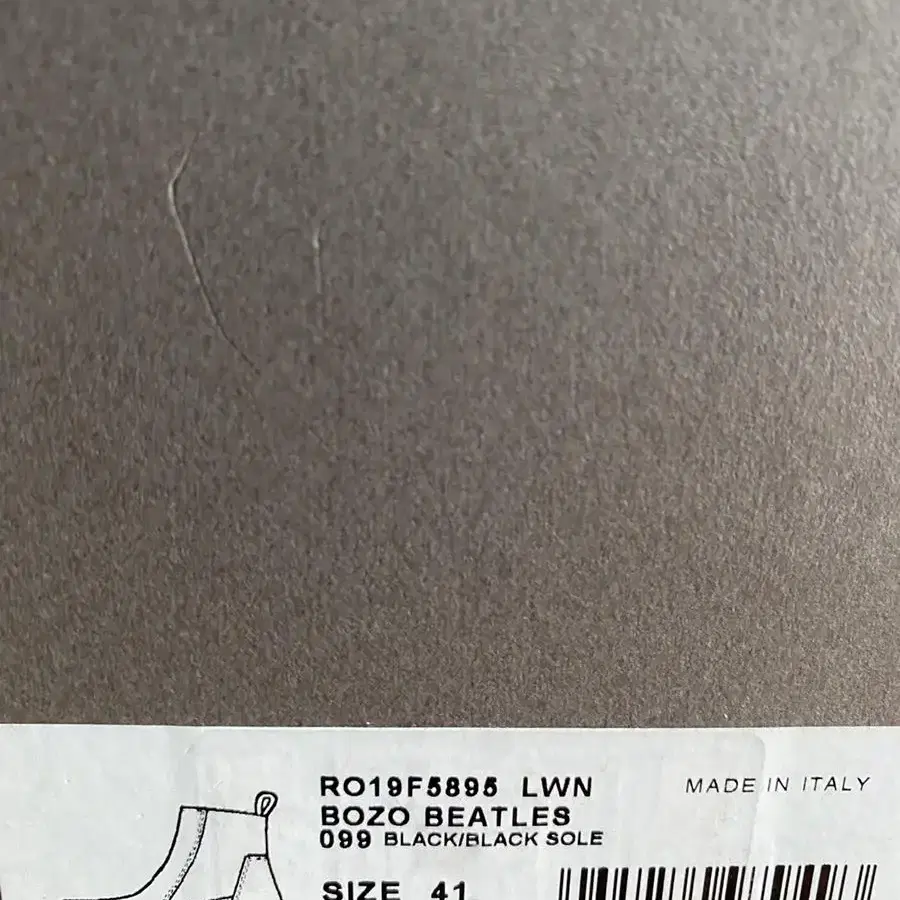 RO19F5895 LWN MADE IN ITALY
BOZO BEATLES
099 BLACK/BLACK SOLE
SIZE 41